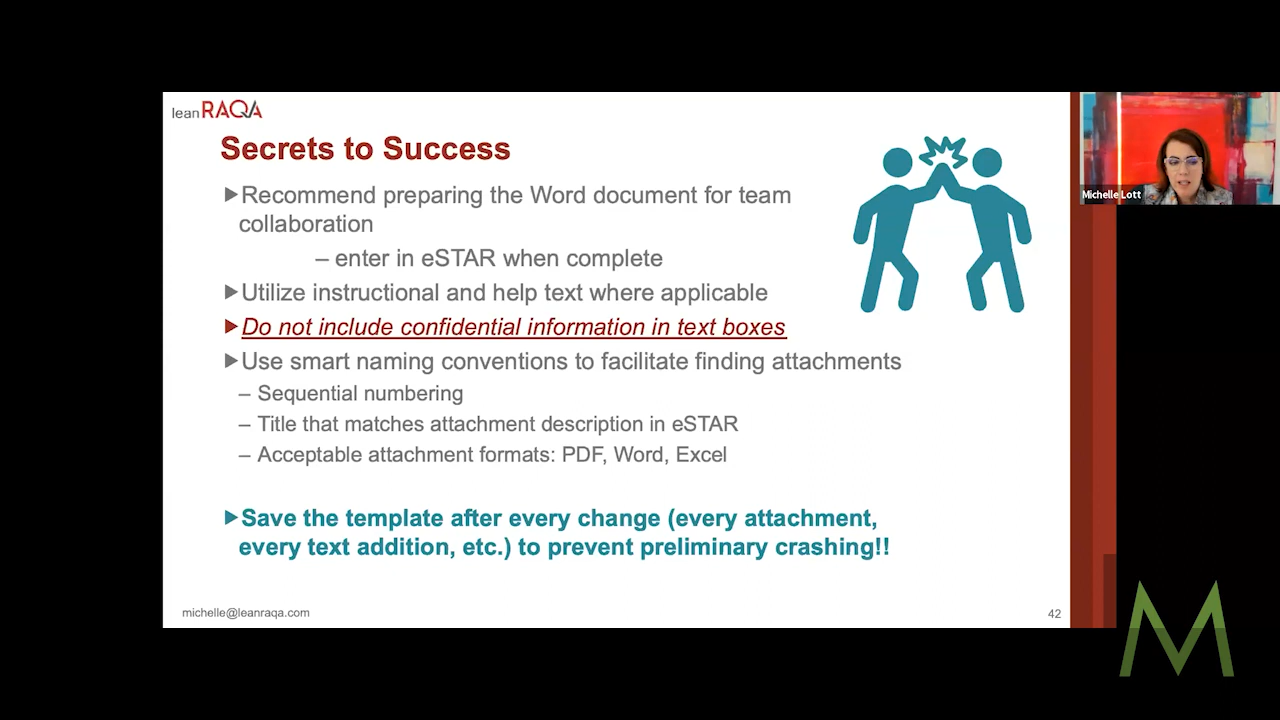 lean RAQA
Secrets to Success
Recommend preparing the Word document for team
collaboration
– enter in eSTAR when complete
Utilize instructional and help text where applicable
Do not include confidential information in text boxes
Use smart naming conventions to facilitate finding attachments
– Sequential numbering
– Title that matches attachment description in eSTAR
– Acceptable attachment formats: PDF, Word, Excel
Save the template after every change (every attachment,
every text addition, etc.) to prevent preliminary crashing!!
michelle@leanraqa.com
42
Michelle Lott
M